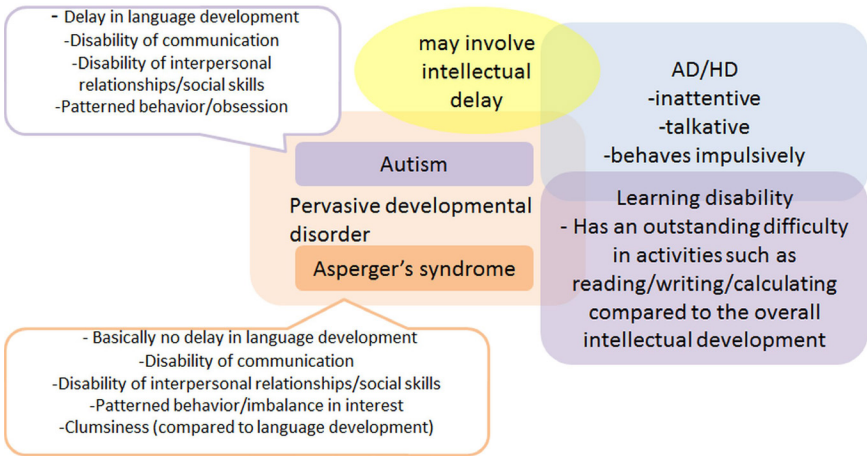 - Delay in language development
-Disability of communication
-Disability of interpersonal
relationships/social skills
-Patterned behavior/obsession
may involve
intellectual
delay
AD/HD
-inattentive
-talkative
-behaves impulsively
Autism
Pervasive developmental
disorder
Asperger's syndrome
Learning disability
- Has an outstanding difficulty
in activities such as
reading/writing/calculating
compared to the overall
intellectual development
- Basically no delay in language development
-Disability of communication
-Disability of interpersonal relationships/social skills
-Patterned behavior/imbalance in interest
-Clumsiness (compared to language development)